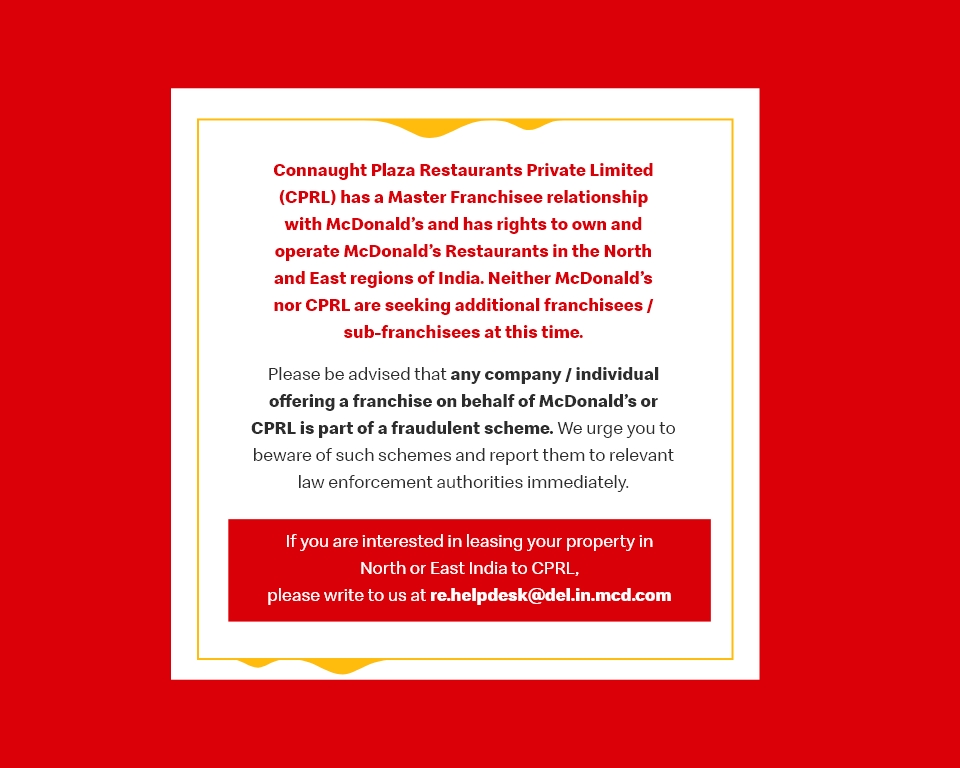 Connaught Plaza Restaurants Private Limited
(CPRL) has a Master Franchisee relationship
with McDonald’s and has rights to own and
operate McDonald’s Restaurants in the North
and East regions of India. Neither McDonald’s
nor CPRL are seeking additional franchisees /
sub-franchisees at this time.
Please be advised that any company / individual
offering a franchise on behalf of McDonald’s or
CPRL is part of a fraudulent scheme. We urge you to
beware of such schemes and report them to relevant
law enforcement authorities immediately.
If you are interested in leasing your property in
North or East India to CPRL,
please write to us at re.helpdesk@del.in.mcd.com